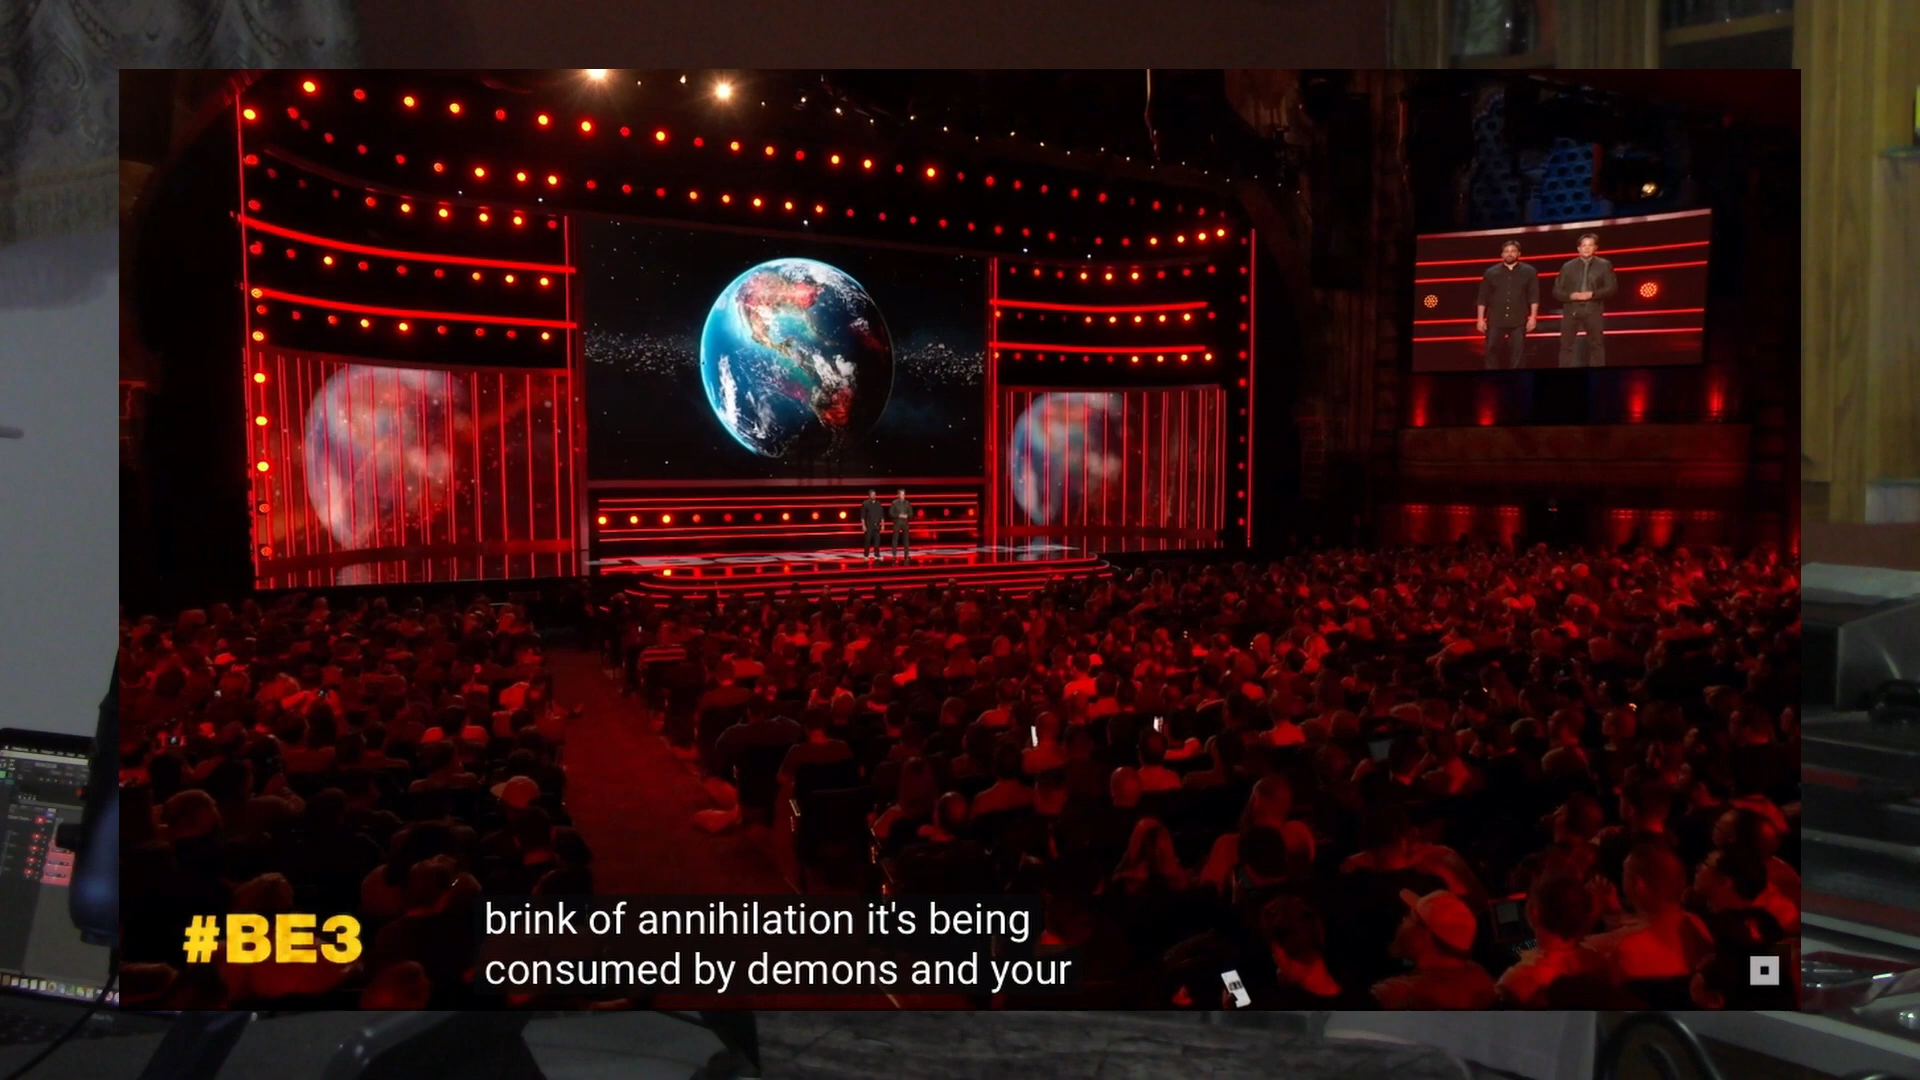 #BE3
brink of annihilation it's being
consumed by demons and your